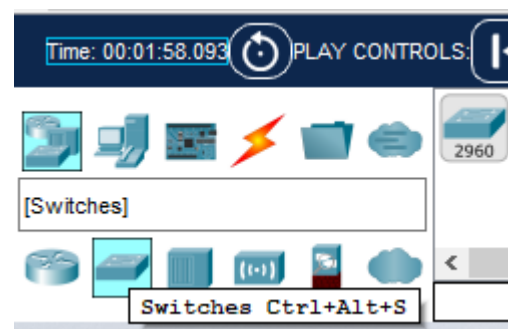 Time: 00:01:58.093 PLAY CONTROLS:
2960
[Switches]
Switches Ctrl+Alt+S